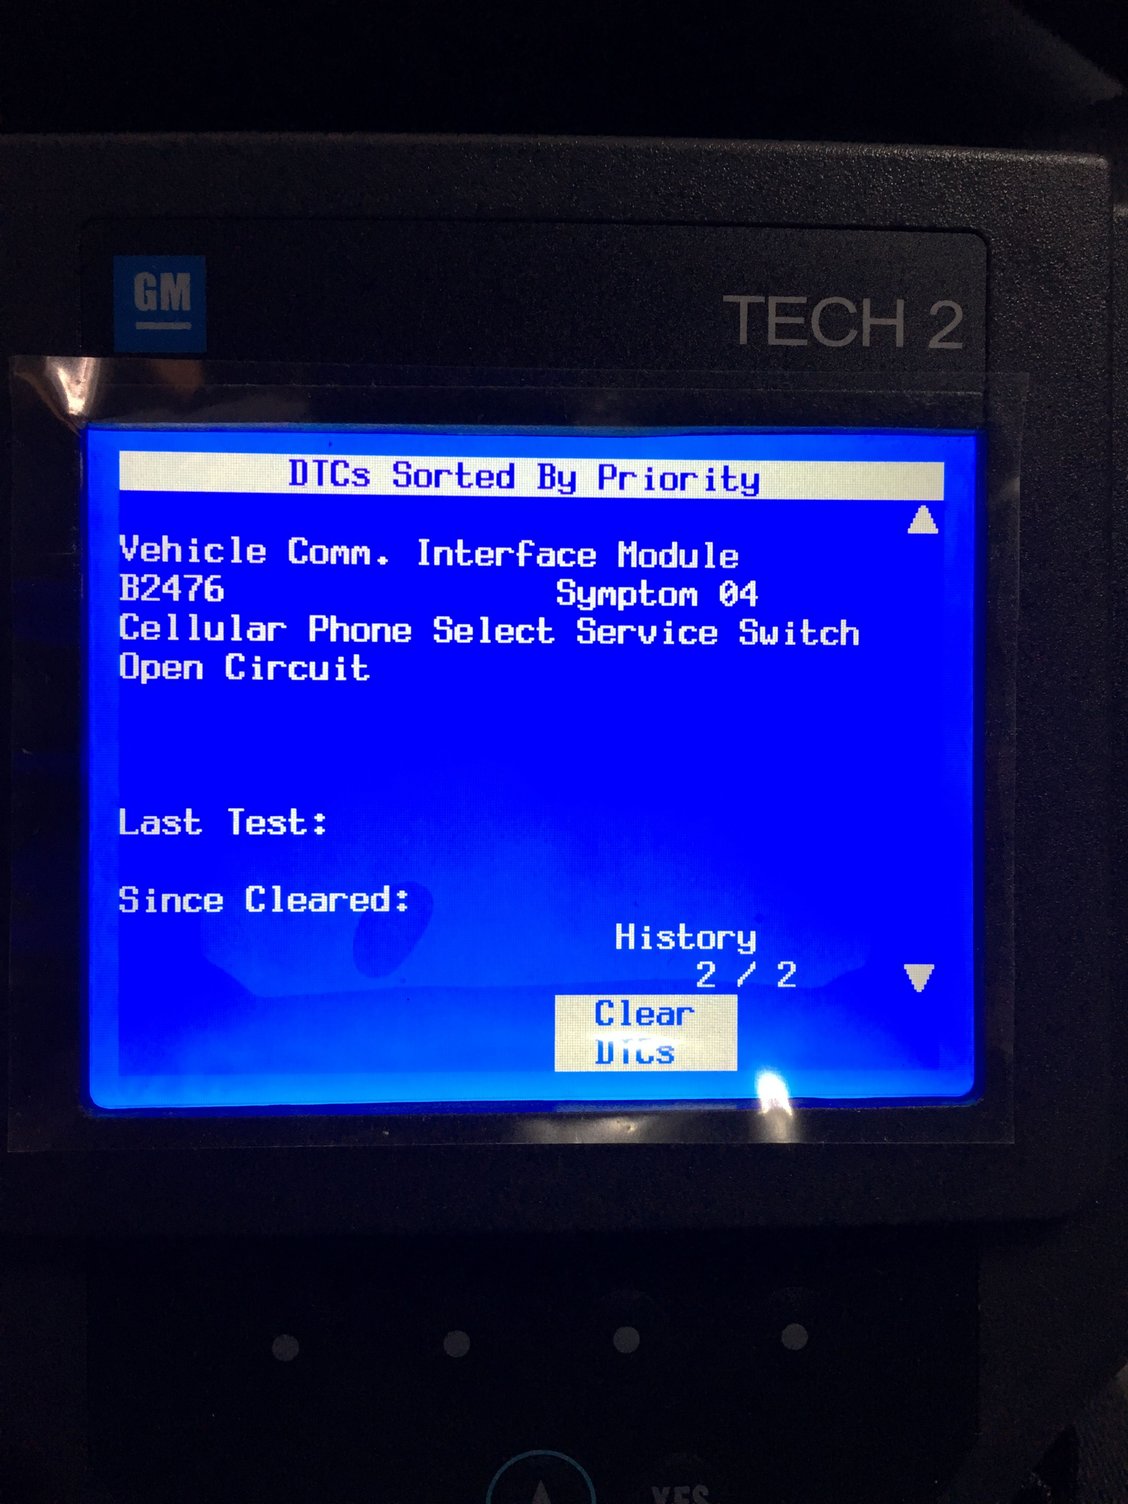 GM
TECH 2
DTCs Sorted By Priority
Vehicle Comm. Interface Module
B2476 Symptom 04
Cellular Phone Select Service Switch
Open Circuit
Last Test:
Since Cleared:
History
2 / 2
Clear
DTCs
YES